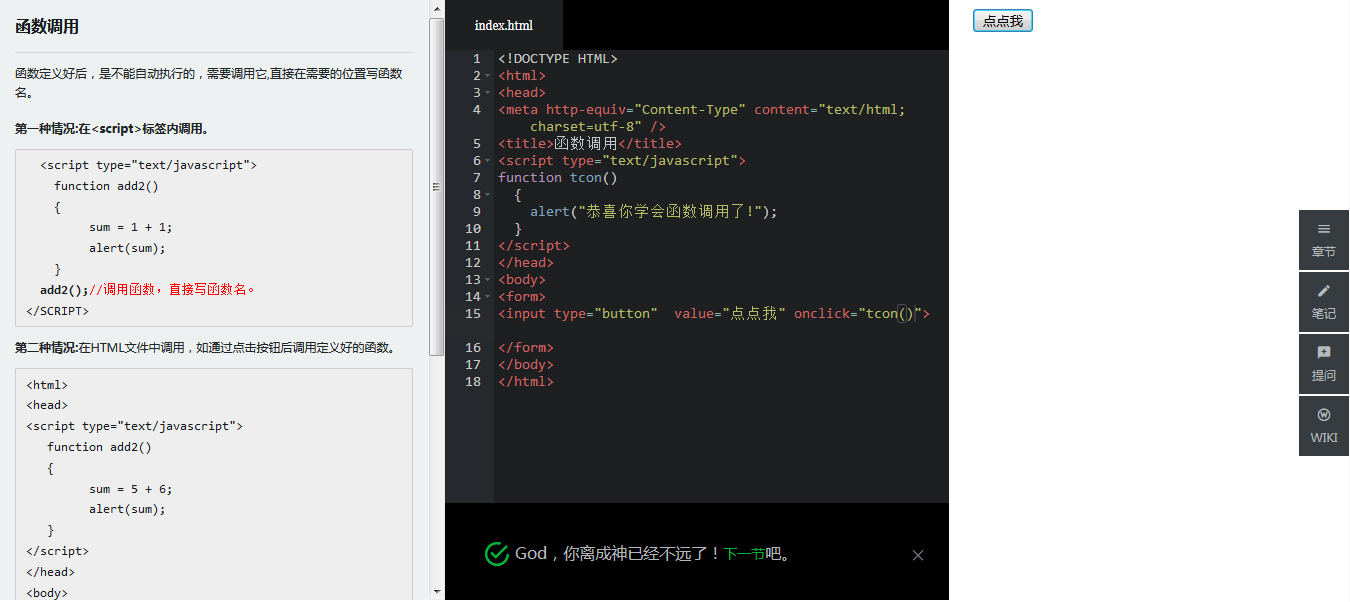 函数调用
函数定义好后，是不能自动执行的，需要调用它,直接在需要的位置写函数
名。
第一种情况:在<script>标签内调用。
<script type="text/javascript">
function add2()
{
sum = 1 + 1;
alert(sum);
}
add2();//调用函数，直接写函数名。
</SCRIPT>
第二种情况:在HTML文件中调用，如通过点击按钮后调用定义好的函数。
<html>
<head>
<script type="text/javascript">
function add2()
{
sum = 5 + 6;
alert(sum);
}
</script>
</head>
<body>
index.html
1 <!DOCTYPE HTML>
2 <html>
3 <head>
4 <meta http-equiv="Content-Type" content="text/html;
charset=utf-8" />
5 <title>函数调用</title>
6 <script type="text/javascript">
7 function tcon()
8 {
9 alert("恭喜你学会函数调用了!");
10 }
11 </script>
12 </head>
13 <body>
14 <form>
15 <input type="button"  value="点点我" onclick="tcon()">
16 </form>
17 </body>
18 </html>
God，你离成神已经不远了！下一节吧。
点点我
章节
笔记
提问
WIKI